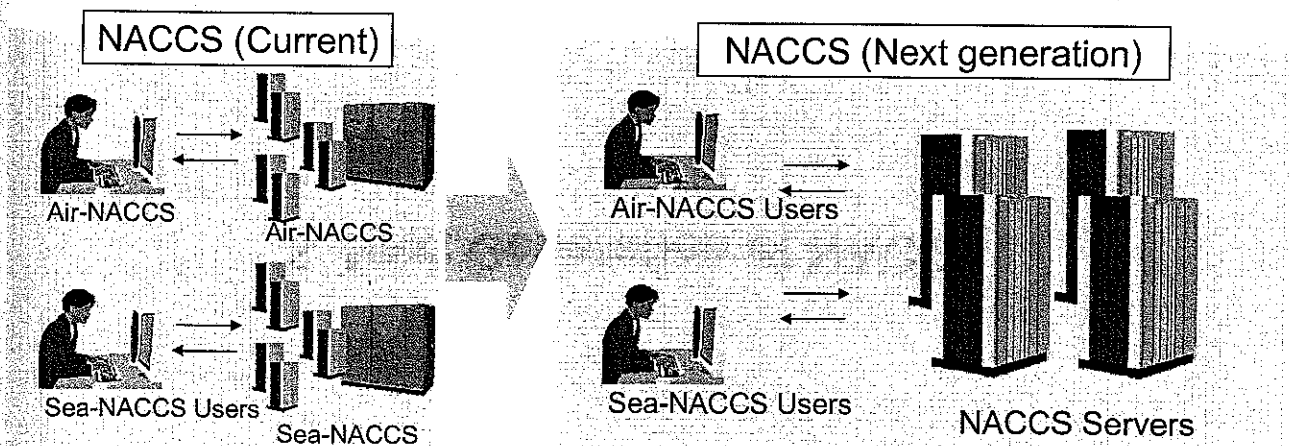 NACCS (Current)
Air-NACCS
Air-NACCS
Sea-NACCS Users
Sea-NACCS
NACCS (Next generation)
Air-NACCS Users
Sea-NACCS Users
NACCS Servers